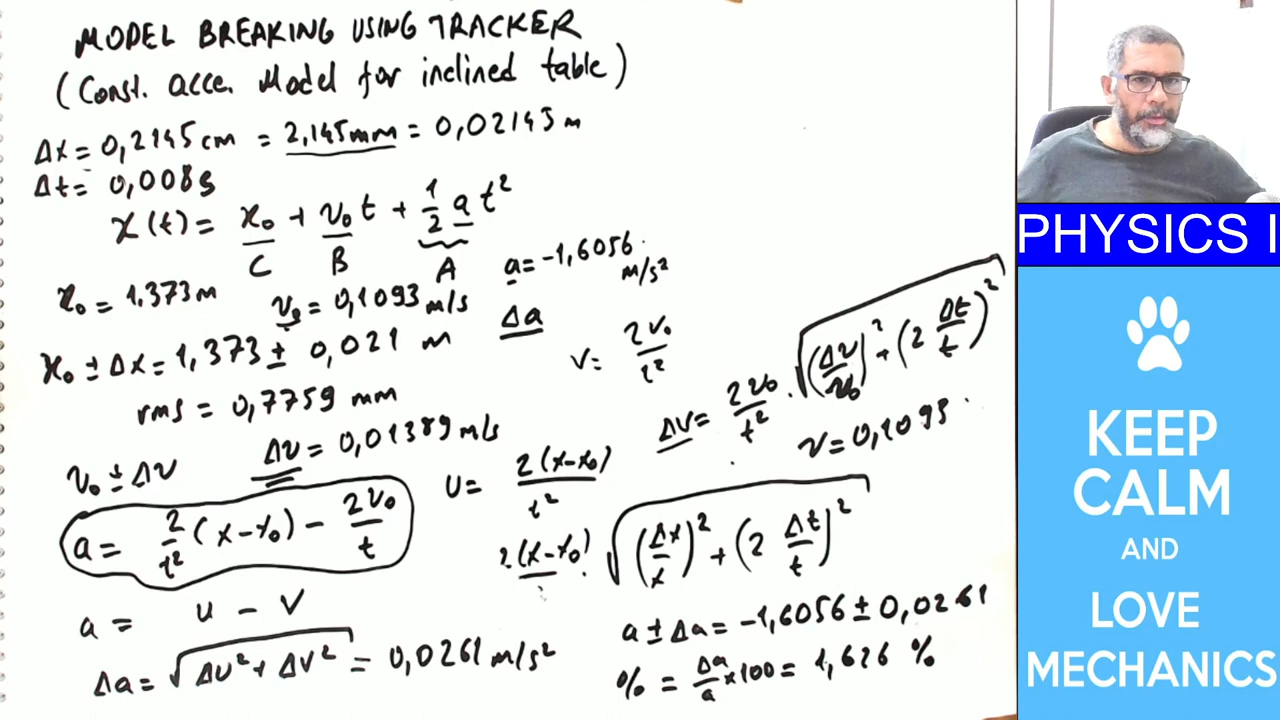 MODEL BREAKING USING TRACKER
(Const. acce. Model for inclined table)
Δx = 0,2145 cm = 2,145 mm = 0,02145 m
Δt = 0,008 s
x(t) = x₀ + v₀ t + 1/2 a t²
C B A
a = -1,6056 m/s²
x₀ = 1,373 m v₀ = 0,1093 m/s Δa
x₀ ± Δx = 1,373 ± 0,021 m
v = 2v₀/t²
rms = 0,7759 mm
Δv = 2v₀/t² · √((Δv/v₀)² + (2 Δt/t)²)
v = 0,1093
v₀ ± Δv Δv = 0,01389 m/s
a = 2/t² (x-x₀) - 2v₀/t
u = 2(x-x₀)/t²
2(x-x₀) · √((Δx/x)² + (2 Δt/t)²)
a = u - v
Δa = √(Δu² + Δv²) = 0,0261 m/s²
a ± Δa = -1,6056 ± 0,0261
% = Δa/a × 100 = 1,626 %
PHYSICS I
KEEP
CALM
AND
LOVE
MECHANICS